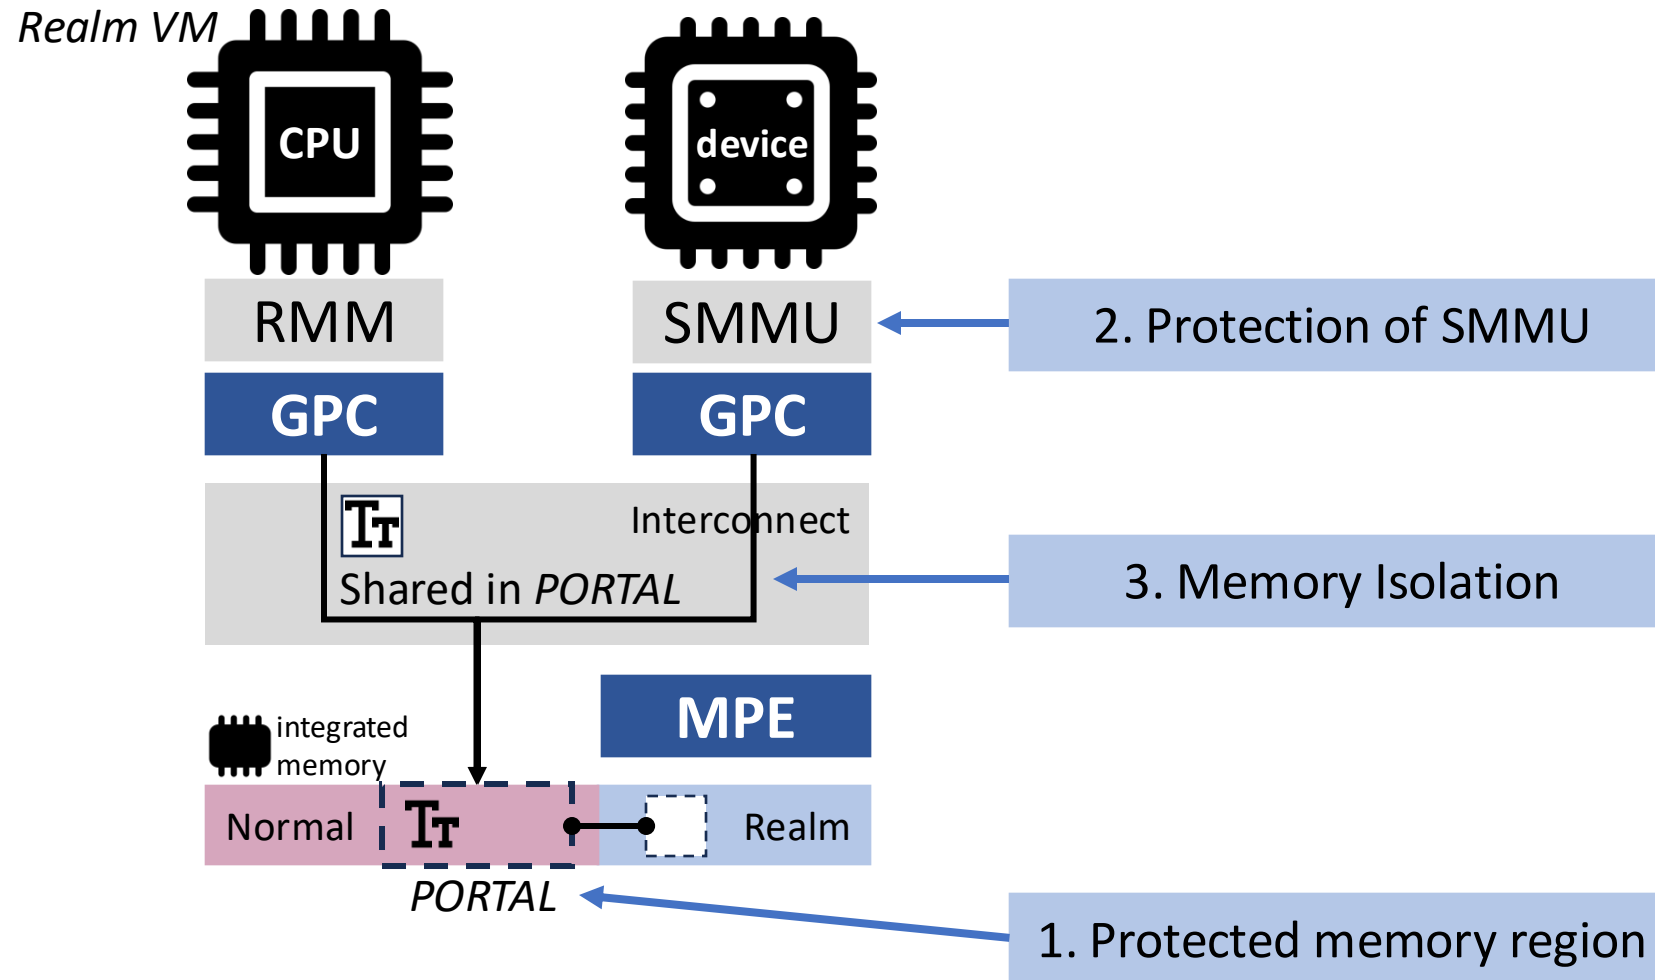 Realm VM
CPU
device
RMM
SMMU
2. Protection of SMMU
GPC
GPC
Tт
Interconnect
Shared in PORTAL
3. Memory Isolation
MPE
integrated
memory
Normal
Tт
Realm
PORTAL
1. Protected memory region